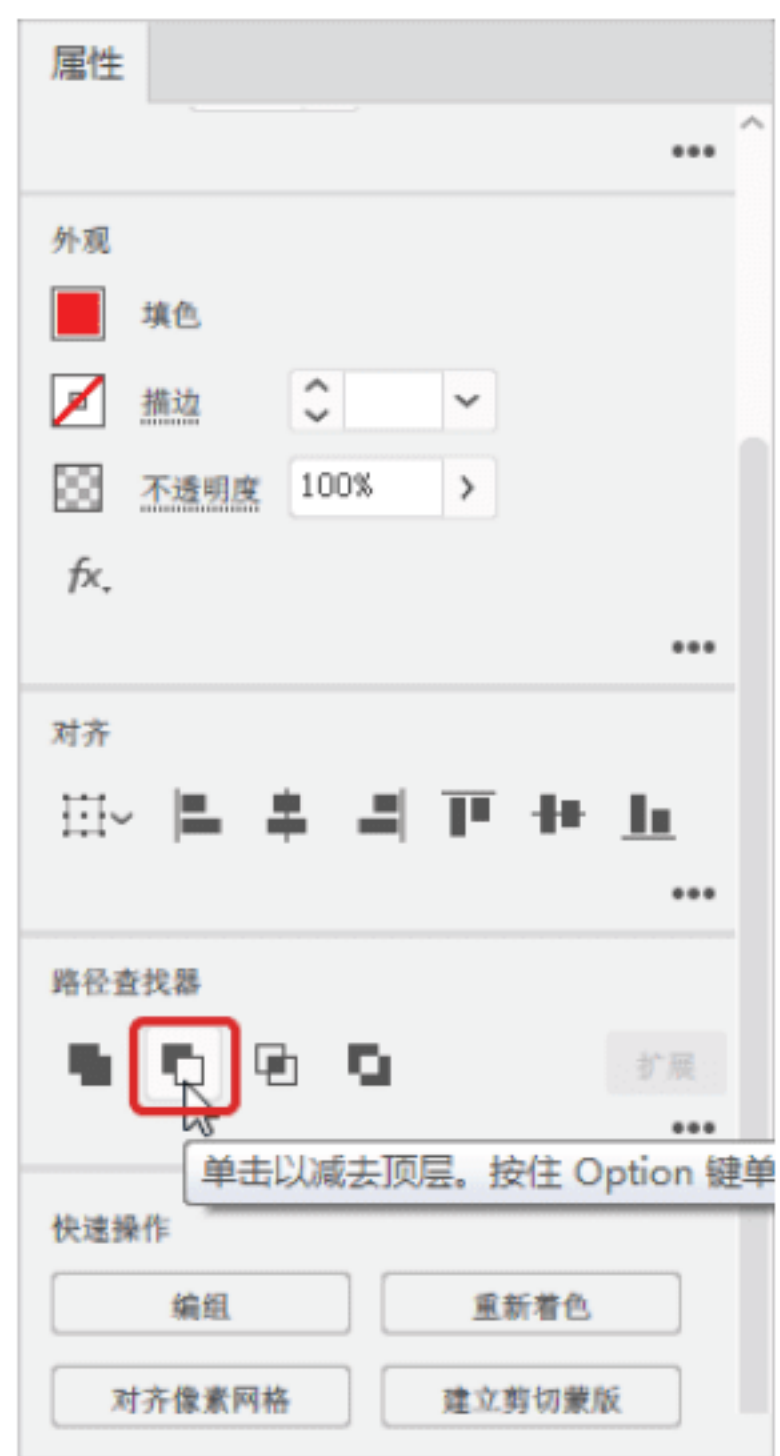 属性
外观
填色
描边
不透明度 100%
fx.
对齐
路径查找器
扩展
单击以减去顶层。按住 Option 键单
快速操作
编组 重新着色
对齐像素网格 建立剪切蒙版